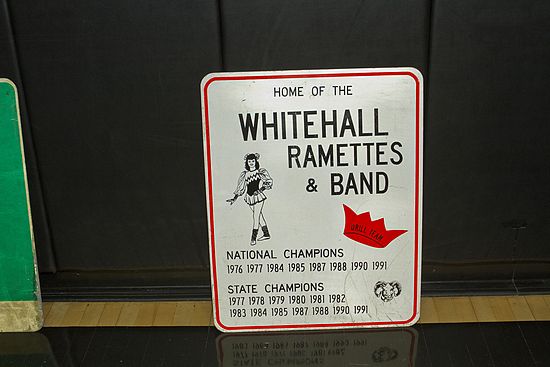 HOME OF THE
WHITEHALL
RAMETTES
& BAND
DRILL TEAM
NATIONAL CHAMPIONS
1976 1977 1984 1985 1987 1988 1990 1991
STATE CHAMPIONS
1977 1978 1979 1980 1981 1982
1983 1984 1985 1987 1988 1990 1991